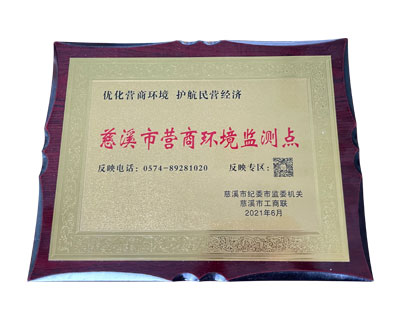 优化营商环境 护航民营经济
慈溪市营商环境监测点
反映电话：0574-89281020 反映专区：
慈溪市纪委市监委机关
慈溪市工商联
2021年6月